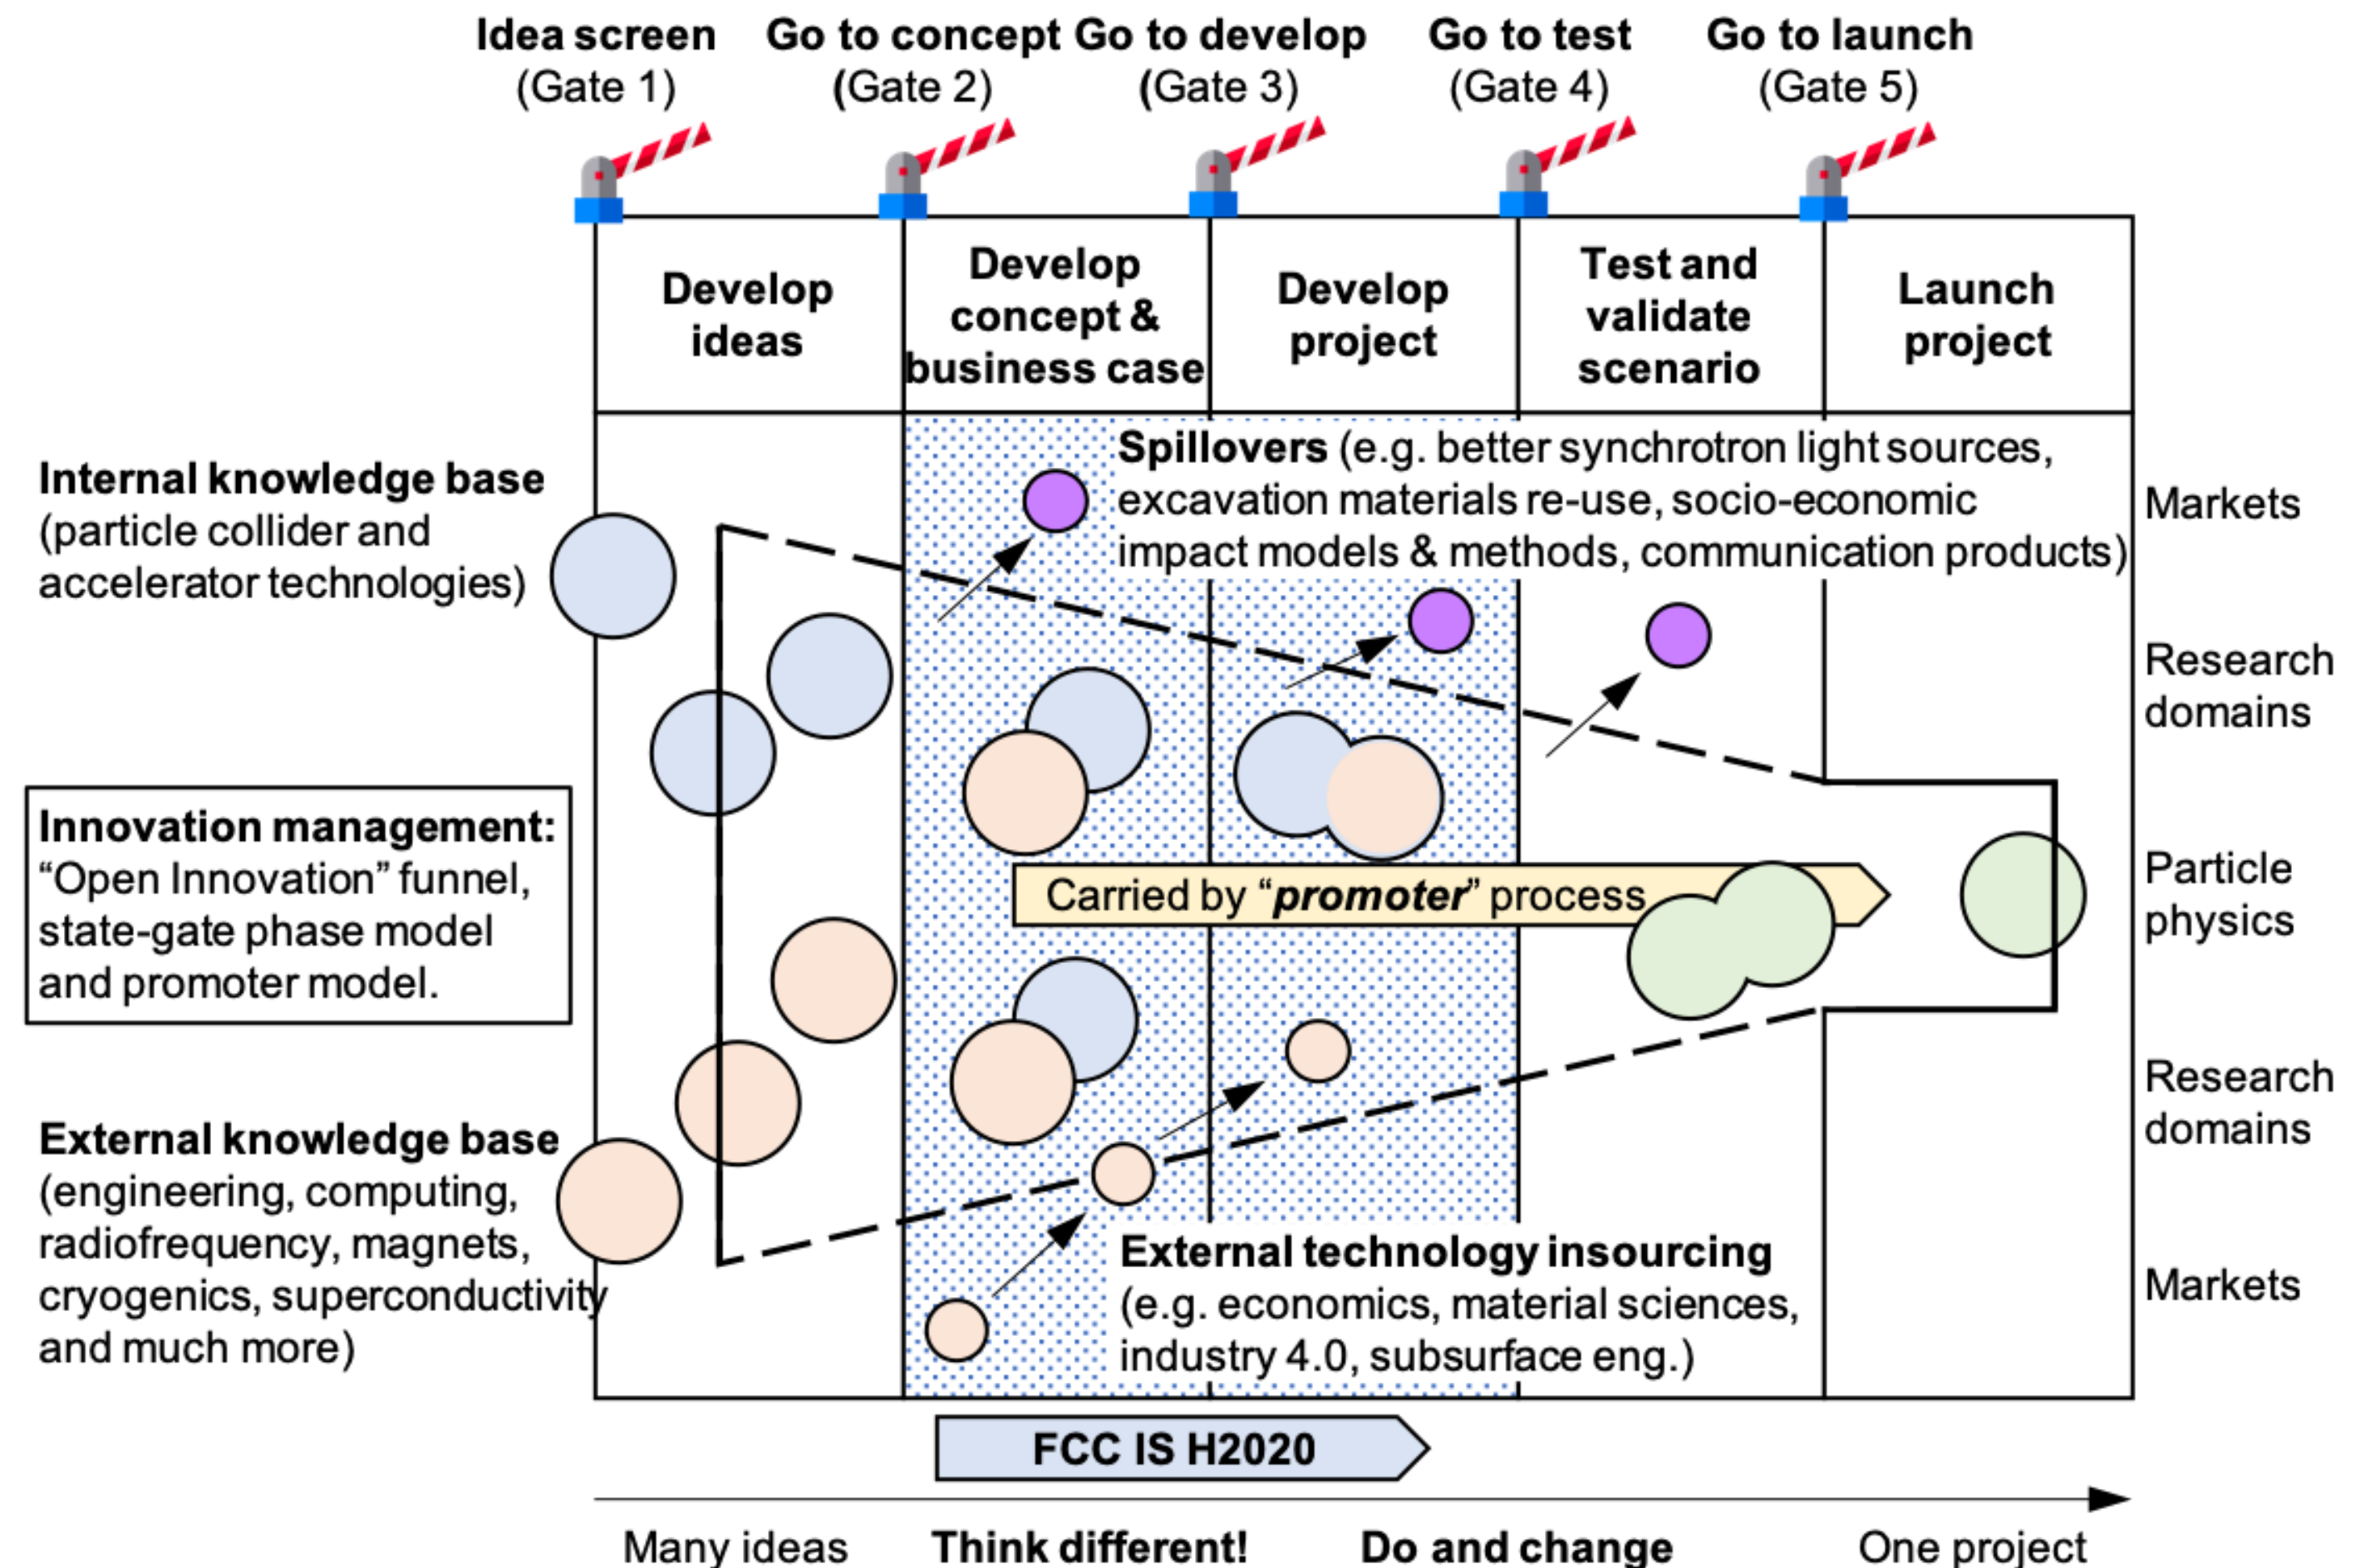 Idea screen
(Gate 1)
Go to concept
(Gate 2)
Go to develop
(Gate 3)
Go to test
(Gate 4)
Go to launch
(Gate 5)
Develop
ideas
Develop
concept &
business case
Develop
project
Test and
validate
scenario
Launch
project
Internal knowledge base
(particle collider and
accelerator technologies)
Spillovers (e.g. better synchrotron light sources,
excavation materials re-use, socio-economic
impact models & methods, communication products)
Markets
Research
domains
Innovation management:
“Open Innovation” funnel,
state-gate phase model
and promoter model.
Carried by “promoter” process
Particle
physics
Research
domains
External knowledge base
(engineering, computing,
radiofrequency, magnets,
cryogenics, superconductivity
and much more)
External technology insourcing
(e.g. economics, material sciences,
industry 4.0, subsurface eng.)
Markets
FCC IS H2020
Many ideas
Think different!
Do and change
One project